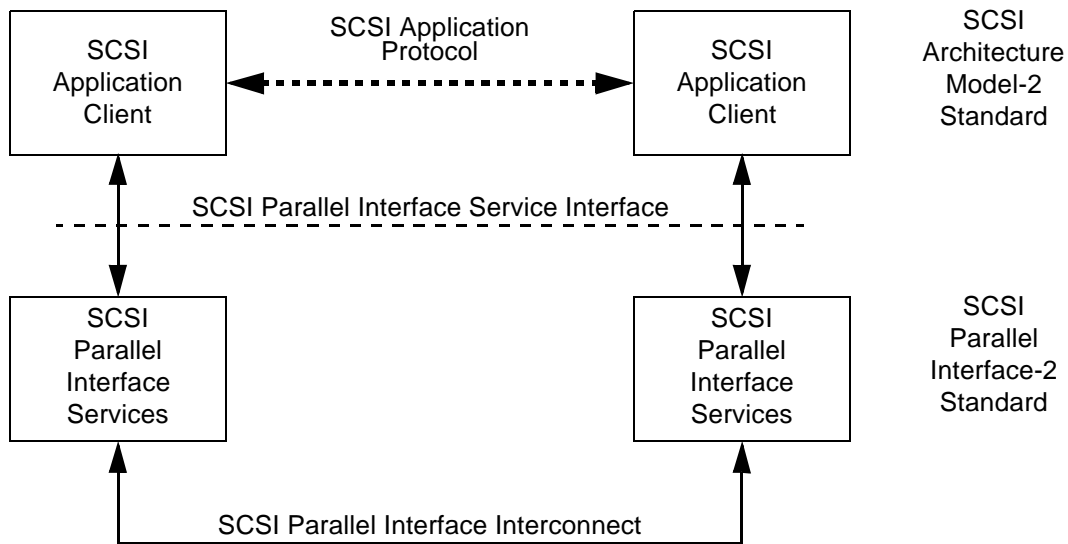 SCSI
Application
Client
SCSI Application
Protocol
SCSI
Application
Client
SCSI
Architecture
Model-2
Standard
SCSI Parallel Interface Service Interface
SCSI
Parallel
Interface
Services
SCSI
Parallel
Interface
Services
SCSI
Parallel
Interface-2
Standard
SCSI Parallel Interface Interconnect